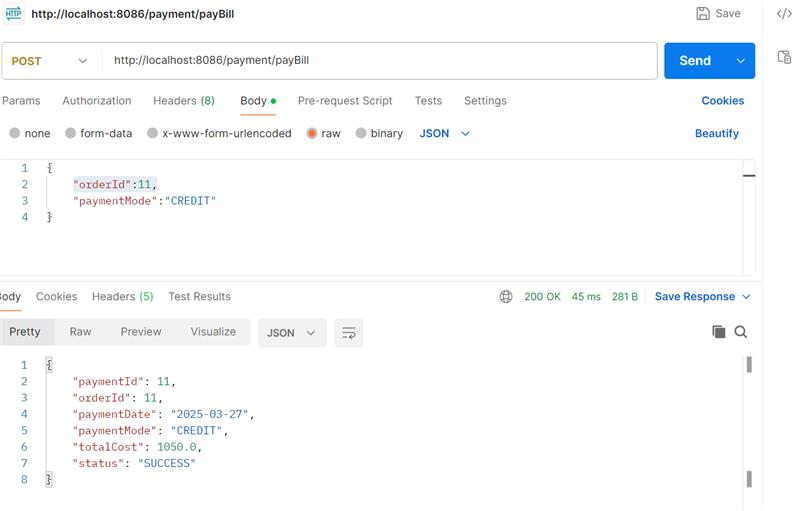 HTTP http://localhost:8086/payment/payBill Save
POST http://localhost:8086/payment/payBill Send
Params Authorization Headers (8) Body Pre-request Script Tests Settings Cookies
none form-data x-www-form-urlencoded raw binary JSON Beautify
1 {
2 "orderId":11,
3 "paymentMode":"CREDIT"
4 }
Body Cookies Headers (5) Test Results 200 OK 45 ms 281 B Save Response
Pretty Raw Preview Visualize JSON
1 {
2 "paymentId": 11,
3 "orderId": 11,
4 "paymentDate": "2025-03-27",
5 "paymentMode": "CREDIT",
6 "totalCost": 1050.0,
7 "status": "SUCCESS"
8 }